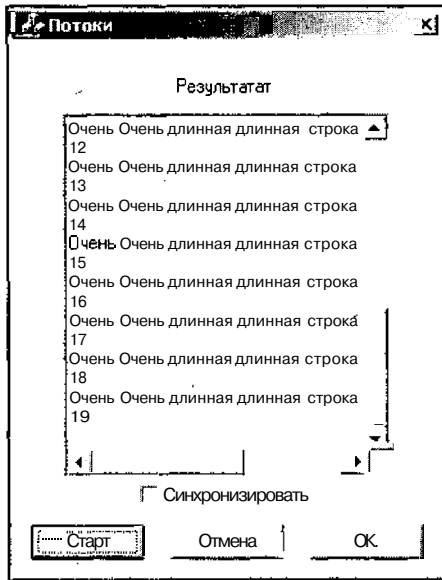 Потоки
Результатат
Очень Очень длинная длинная строка
12
Очень Очень длинная длинная строка
13
Очень Очень длинная длинная строка
14
Очень Очень длинная длинная строка
15
Очень Очень длинная длинная строка
16
Очень Очень длинная длинная строка
17
Очень Очень длинная длинная строка
18
Очень Очень длинная длинная строка
19
Синхронизировать
Старт Отмена OK.